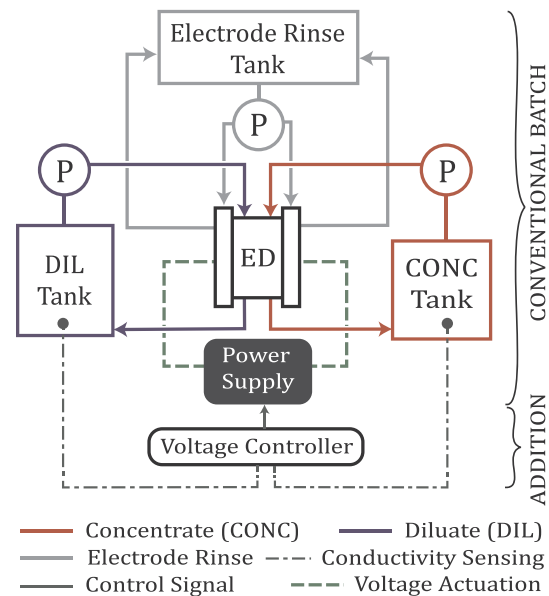 Electrode Rinse
Tank
P
P
P
DIL
Tank
ED
CONC
Tank
Power
Supply
Voltage Controller
CONVENTIONAL BATCH
ADDITION
Concentrate (CONC)
Diluate (DIL)
Electrode Rinse
Conductivity Sensing
Control Signal
Voltage Actuation